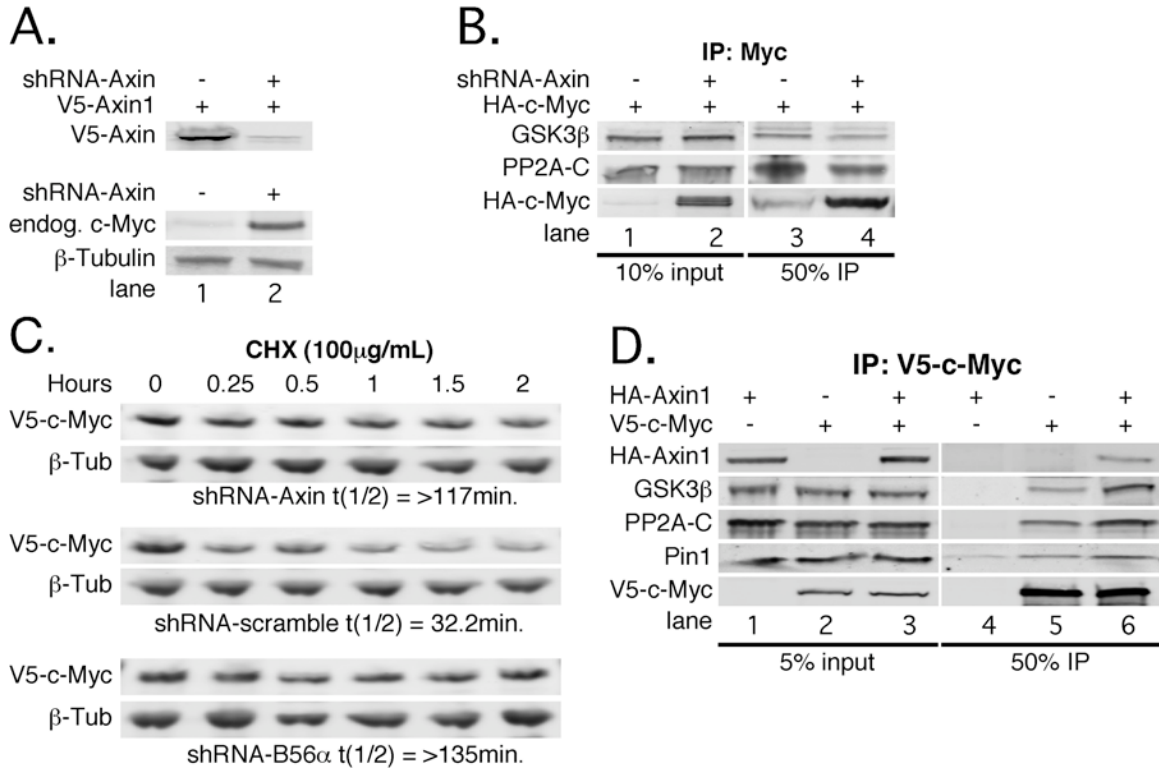 A.
shRNA-Axin - +
V5-Axin1 + +
V5-Axin
shRNA-Axin - +
endog. c-Myc
β-Tubulin
lane 1 2
B.
IP: Myc
shRNA-Axin - + - +
HA-c-Myc + + + +
GSK3β
PP2A-C
HA-c-Myc
lane 1 2 3 4
10% input 50% IP
C.
CHX (100μg/mL)
Hours 0 0.25 0.5 1 1.5 2
V5-c-Myc
β-Tub
shRNA-Axin t(1/2) = >117min.
V5-c-Myc
β-Tub
shRNA-scramble t(1/2) = 32.2min.
V5-c-Myc
β-Tub
shRNA-B56α t(1/2) = >135min.
D.
IP: V5-c-Myc
HA-Axin1 + - + + - +
V5-c-Myc - + + - + +
HA-Axin1
GSK3β
PP2A-C
Pin1
V5-c-Myc
lane 1 2 3 4 5 6
5% input 50% IP